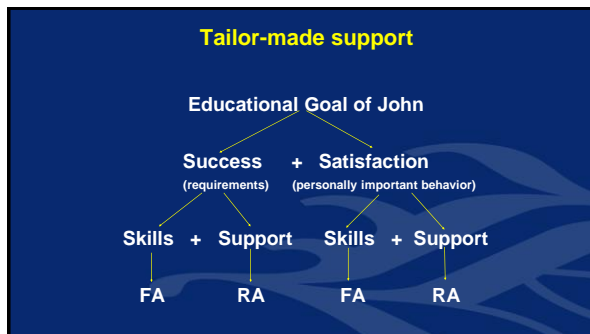 Tailor-made support
Educational Goal of John
Success + Satisfaction
(requirements) (personally important behavior)
Skills + Support Skills + Support
FA RA FA RA